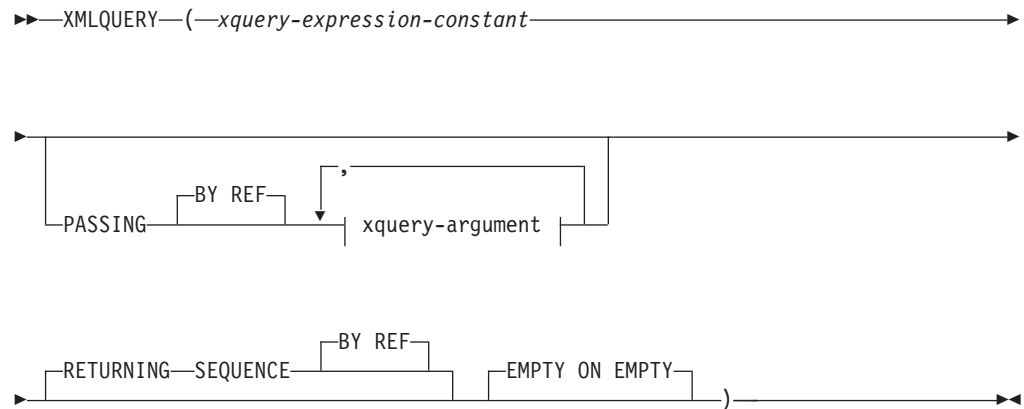 XMLQUERY ( xquery-expression-constant
,
BY REF
PASSING xquery-argument
BY REF
RETURNING SEQUENCE EMPTY ON EMPTY
)